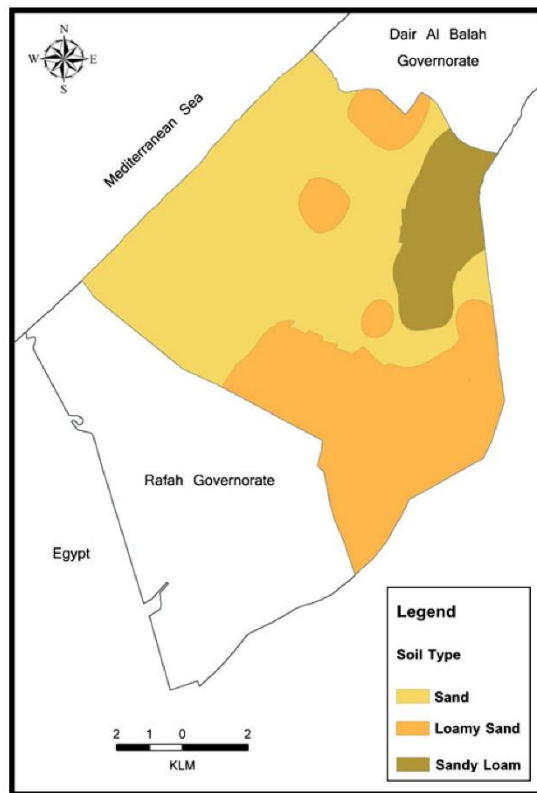 N
W E
S
Dair Al Balah
Governorate
Mediterranean Sea
Rafah Governorate
Egypt
Legend
Soil Type
Sand
Loamy Sand
Sandy Loam
2 1 0 2
KLM